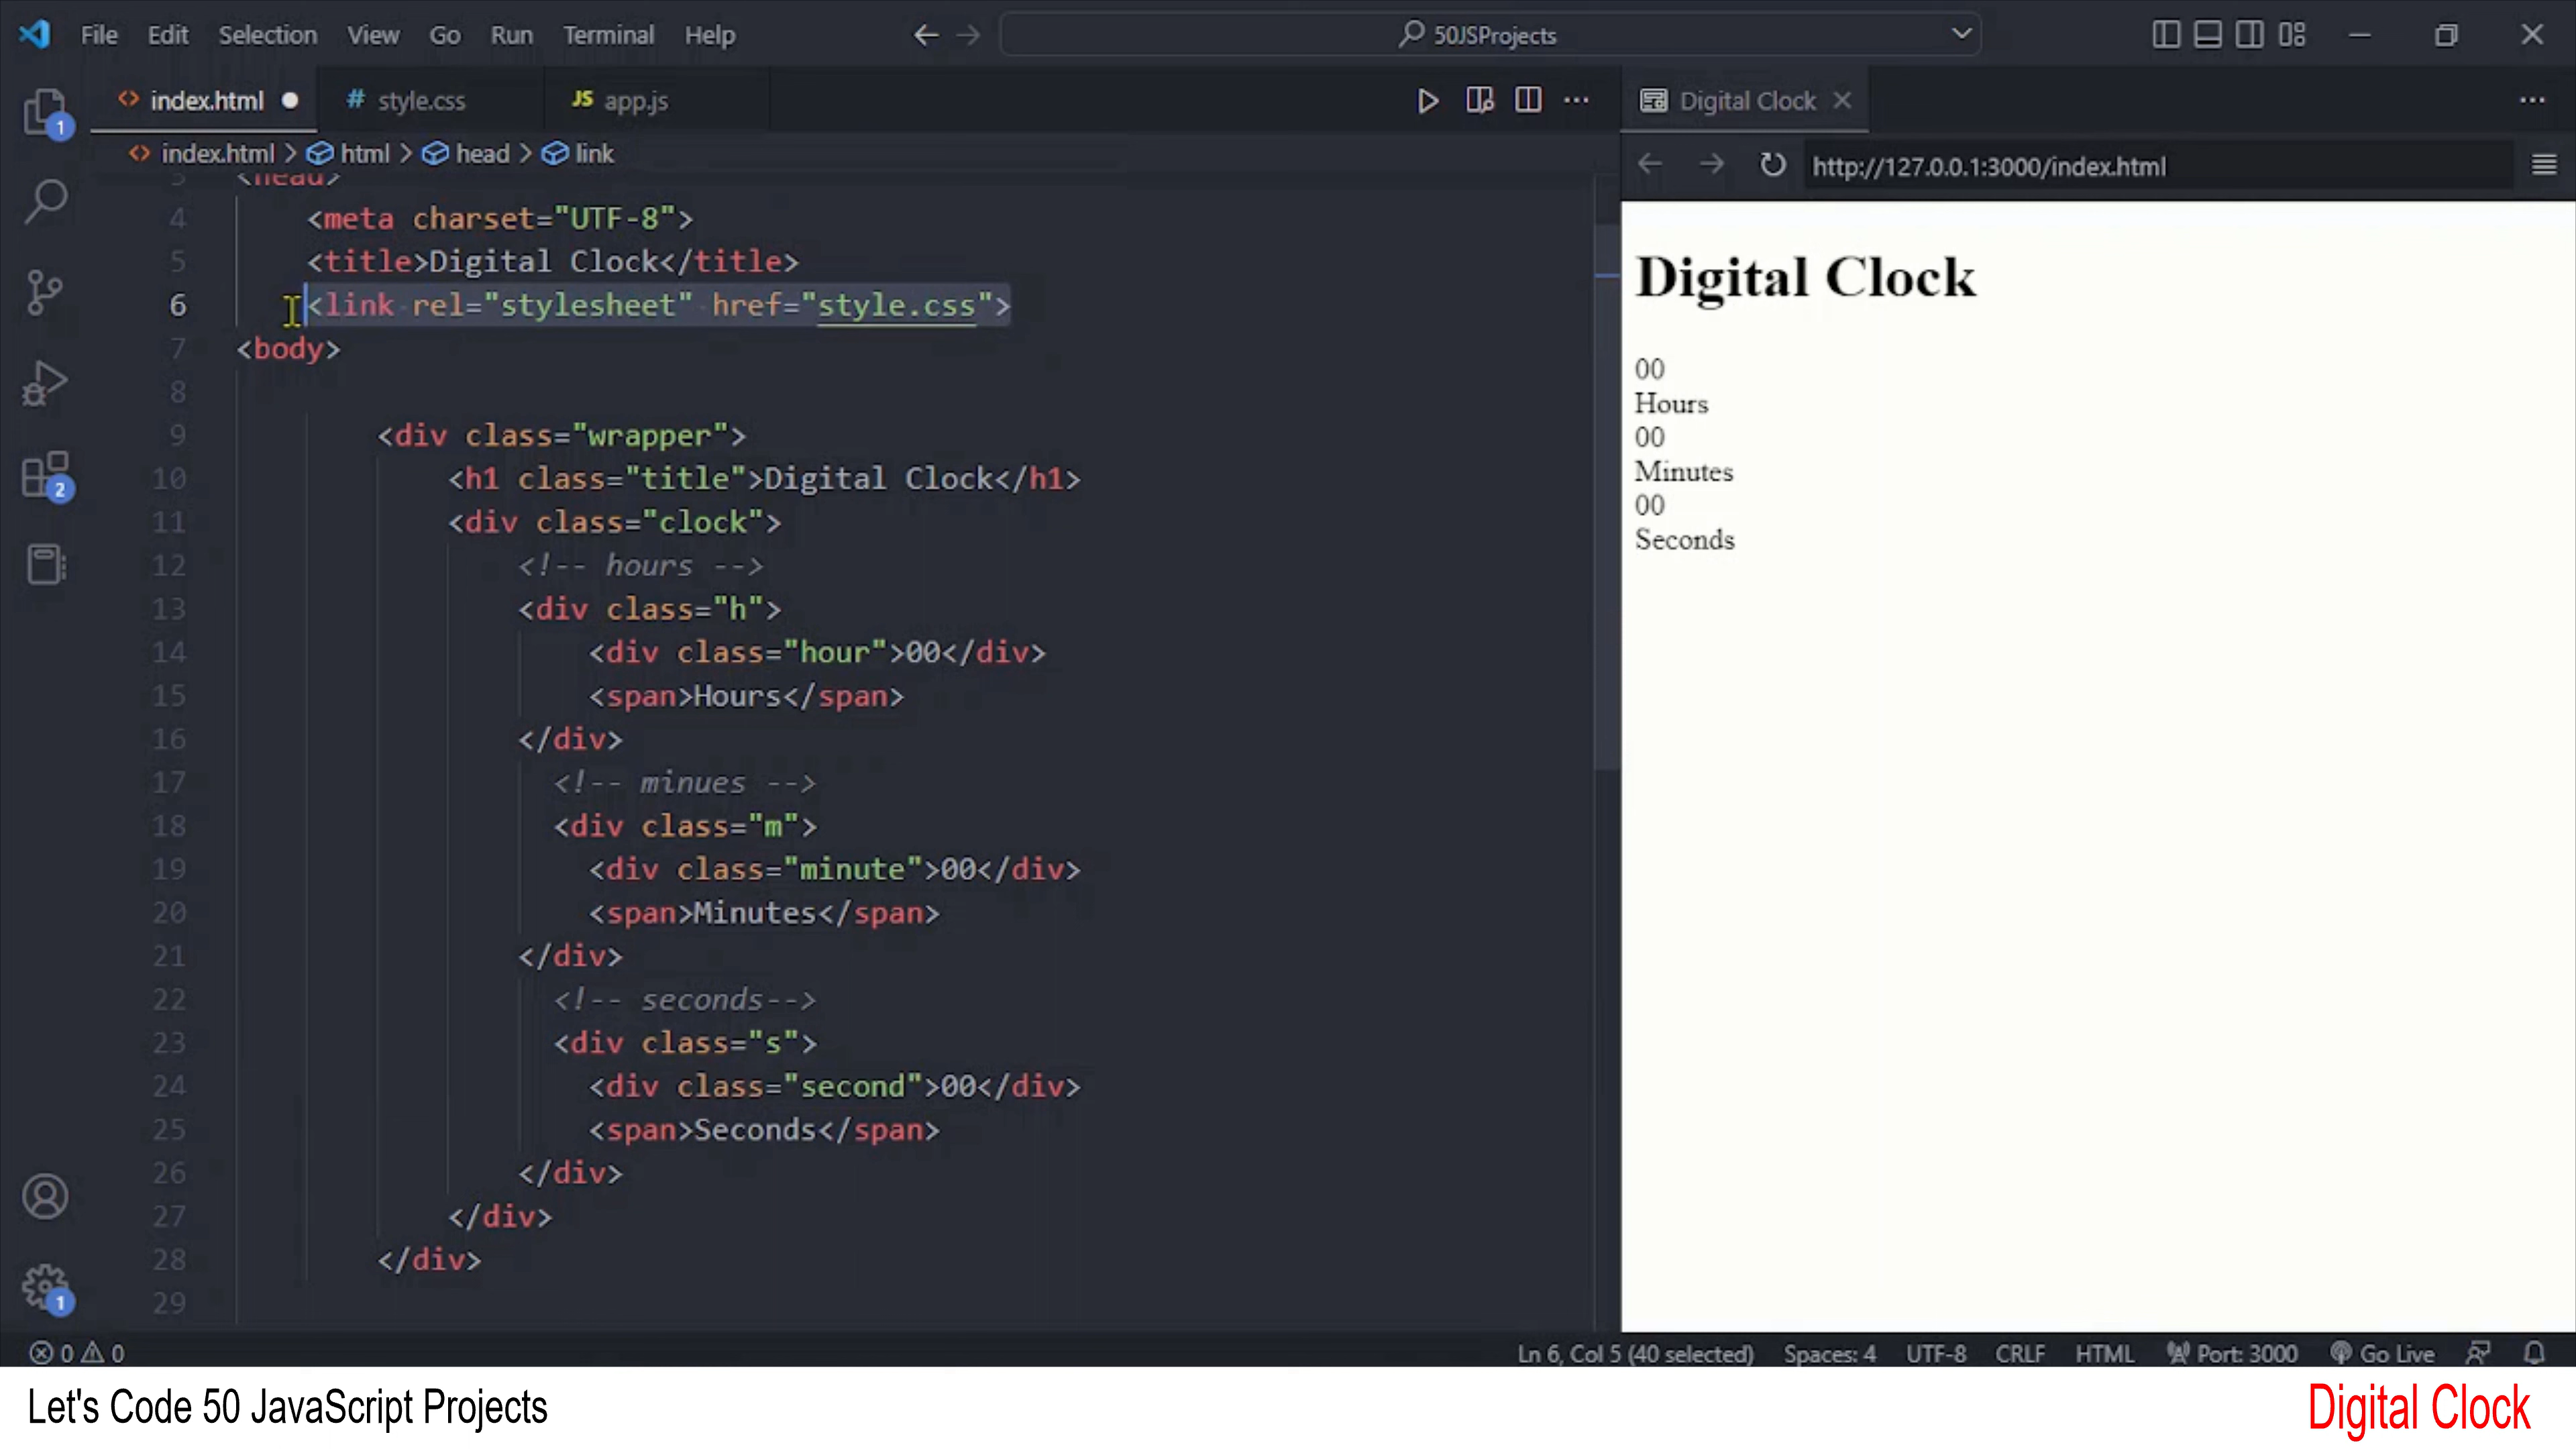 File Edit Selection View Go Run Terminal Help
50JSProjects
index.html
# style.css
JS app.js
Digital Clock
index.html > html > head > link
http://127.0.0.1:3000/index.html
3 <head>
4 <meta charset="UTF-8">
5 <title>Digital Clock</title>
6 <link rel="stylesheet" href="style.css">
7 <body>
8
9 <div class="wrapper">
10 <h1 class="title">Digital Clock</h1>
11 <div class="clock">
12 <!-- hours -->
13 <div class="h">
14 <div class="hour">00</div>
15 <span>Hours</span>
16 </div>
17 <!-- minues -->
18 <div class="m">
19 <div class="minute">00</div>
20 <span>Minutes</span>
21 </div>
22 <!-- seconds-->
23 <div class="s">
24 <div class="second">00</div>
25 <span>Seconds</span>
26 </div>
27 </div>
28 </div>
29
Digital Clock
00
Hours
00
Minutes
00
Seconds
1
2
1
0 0
Ln 6, Col 5 (40 selected) Spaces: 4 UTF-8 CRLF HTML Port: 3000 Go Live
Let's Code 50 JavaScript Projects
Digital Clock